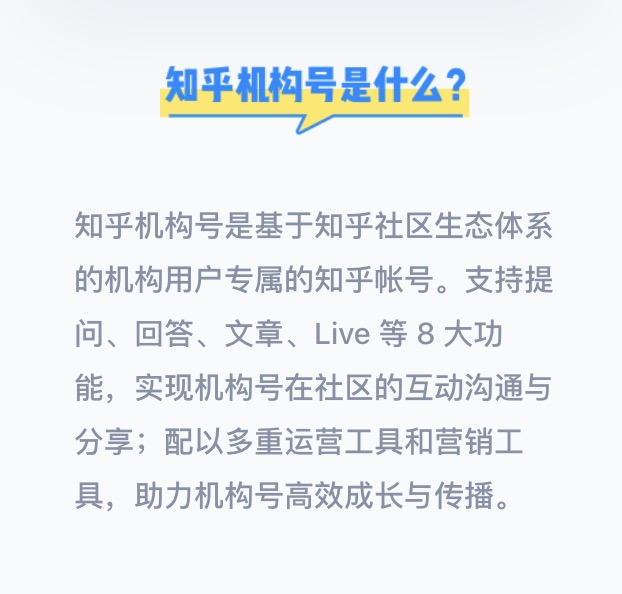 知乎机构号是什么？
知乎机构号是基于知乎社区生态体系
的机构用户专属的知乎帐号。支持提
问、回答、文章、Live 等 8 大功
能，实现机构号在社区的互动沟通与
分享；配以多重运营工具和营销工
具，助力机构号高效成长与传播。